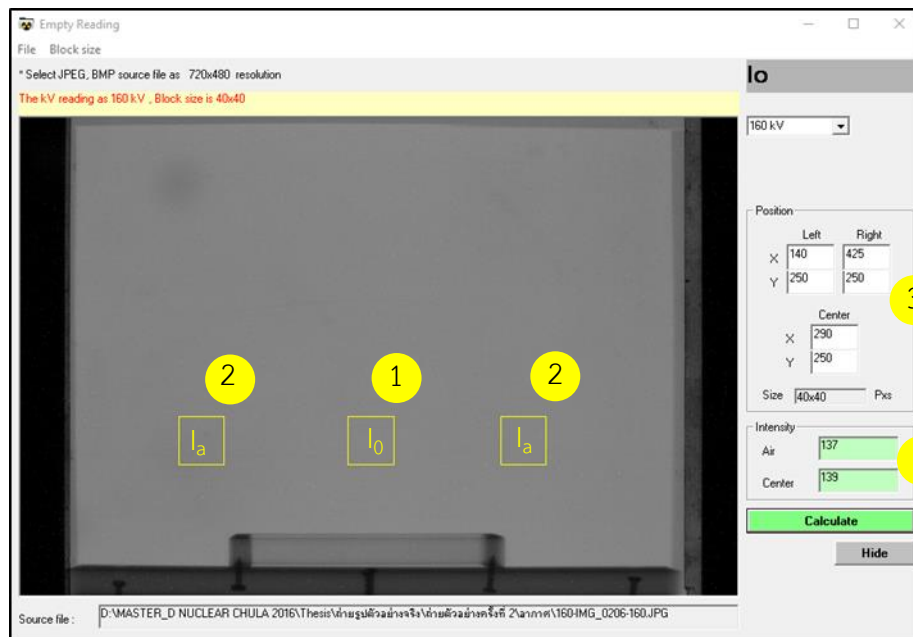 Empty Reading
File Block size
* Select JPEG, BMP source file as 720x480 resolution
The kV reading as 160 kV , Block size is 40x40
Io
160 kV
Position
Left Right
X 140 425
Y 250 250
3
Center
X 290
Y 250
Size 40x40 Pxs
2 1 2
Ia I0 Ia
Intensity
Air 137
Center 139
Calculate
Hide
Source file : D:\MASTER_D NUCLEAR CHULA 2016\Thesis\ถ่ายรูปตัวอย่างจริง\ถ่ายตัวอย่างครั้งที่ 2\อากาศ\160-IMG_0206-160.JPG